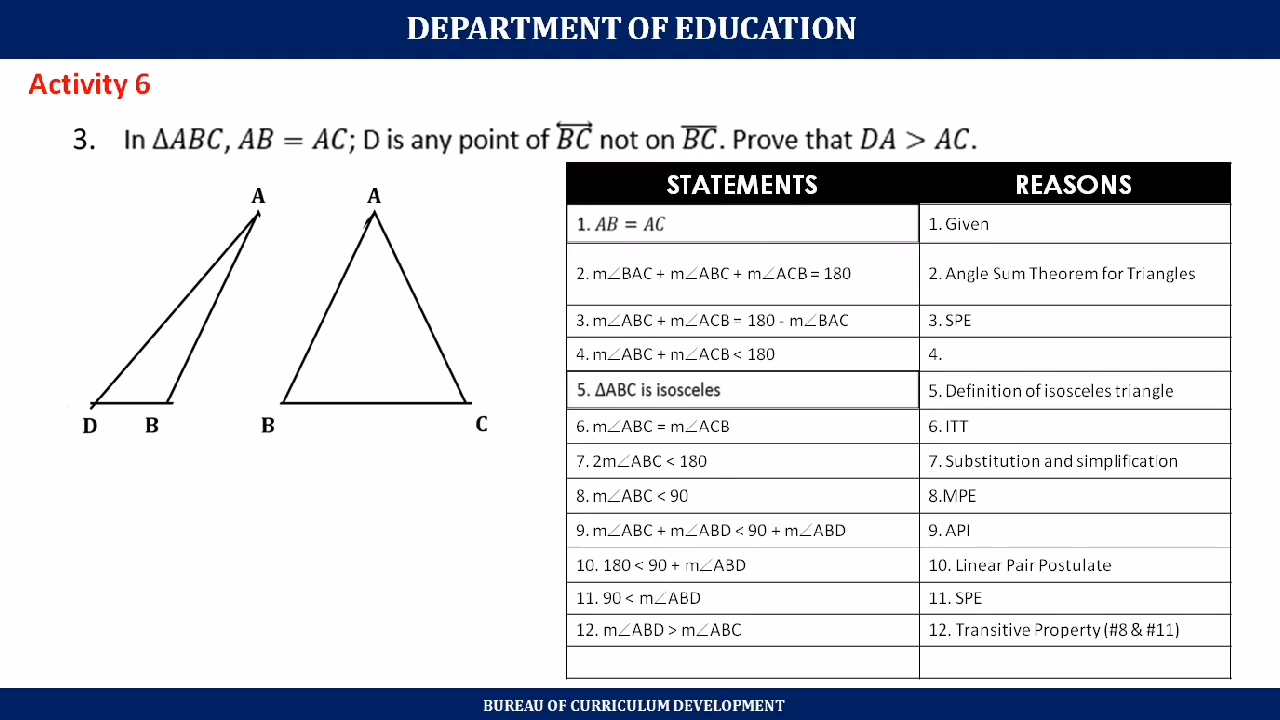 DEPARTMENT OF EDUCATION
Activity 6
3. In ΔABC, AB = AC; D is any point of BC not on BC. Prove that DA > AC.
A A
D B B C
STATEMENTS REASONS
1. AB = AC 1. Given
2. m∠BAC + m∠ABC + m∠ACB = 180 2. Angle Sum Theorem for Triangles
3. m∠ABC + m∠ACB = 180 - m∠BAC 3. SPE
4. m∠ABC + m∠ACB < 180 4.
5. ΔABC is isosceles 5. Definition of isosceles triangle
6. m∠ABC = m∠ACB 6. ITT
7. 2m∠ABC < 180 7. Substitution and simplification
8. m∠ABC < 90 8.MPE
9. m∠ABC + m∠ABD < 90 + m∠ABD 9. API
10. 180 < 90 + m∠ABD 10. Linear Pair Postulate
11. 90 < m∠ABD 11. SPE
12. m∠ABD > m∠ABC 12. Transitive Property (#8 & #11)
BUREAU OF CURRICULUM DEVELOPMENT